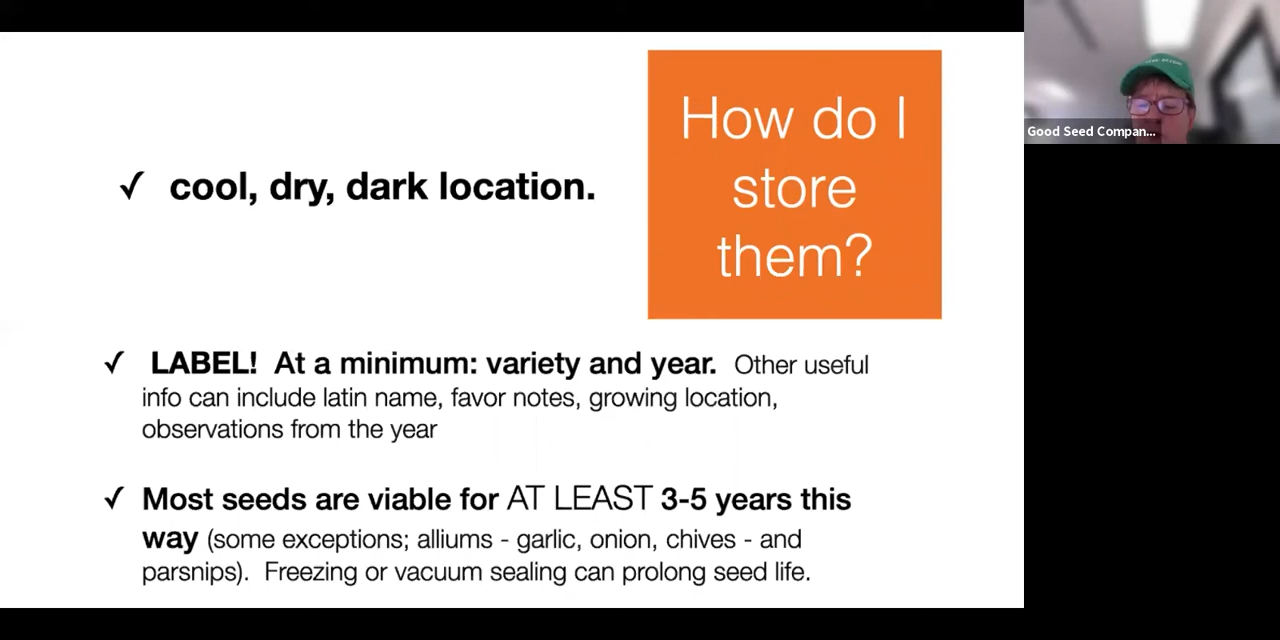 How do I
store
them?
✓ cool, dry, dark location.
✓ LABEL! At a minimum: variety and year. Other useful
info can include latin name, favor notes, growing location,
observations from the year
✓ Most seeds are viable for AT LEAST 3-5 years this
way (some exceptions; alliums - garlic, onion, chives - and
parsnips). Freezing or vacuum sealing can prolong seed life.
Good Seed Compan...